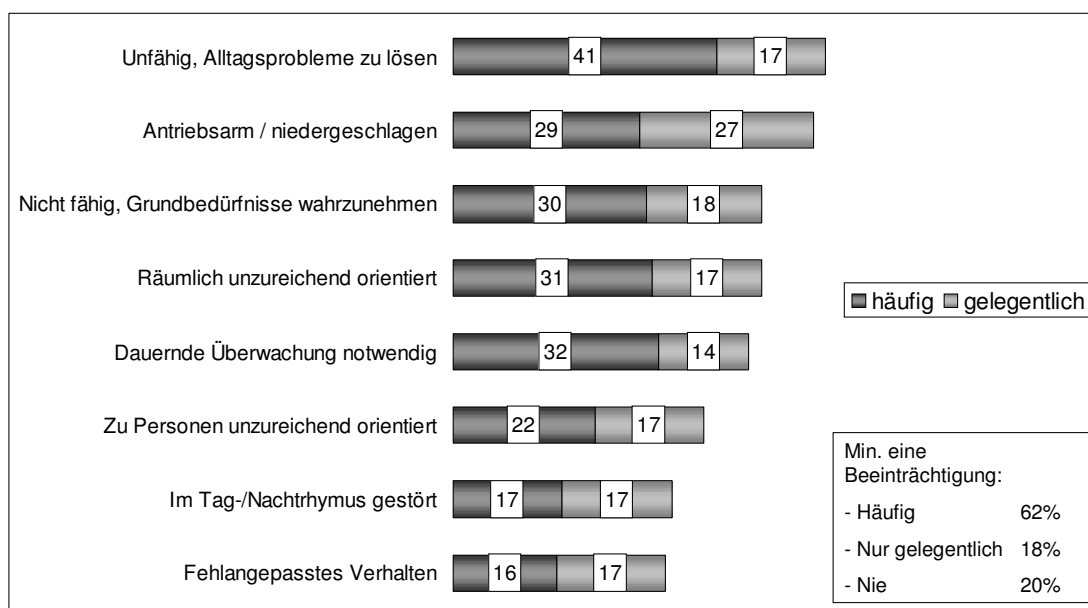 Unfähig, Alltagsprobleme zu lösen 41 17
Antriebsarm / niedergeschlagen 29 27
Nicht fähig, Grundbedürfnisse wahrzunehmen 30 18
Räumlich unzureichend orientiert 31 17
häufig gelegentlich
Dauernde Überwachung notwendig 32 14
Zu Personen unzureichend orientiert 22 17
Im Tag-/Nachtrhymus gestört 17 17
Fehlangepasstes Verhalten 16 17
Min. eine
Beeinträchtigung:
- Häufig 62%
- Nur gelegentlich 18%
- Nie 20%